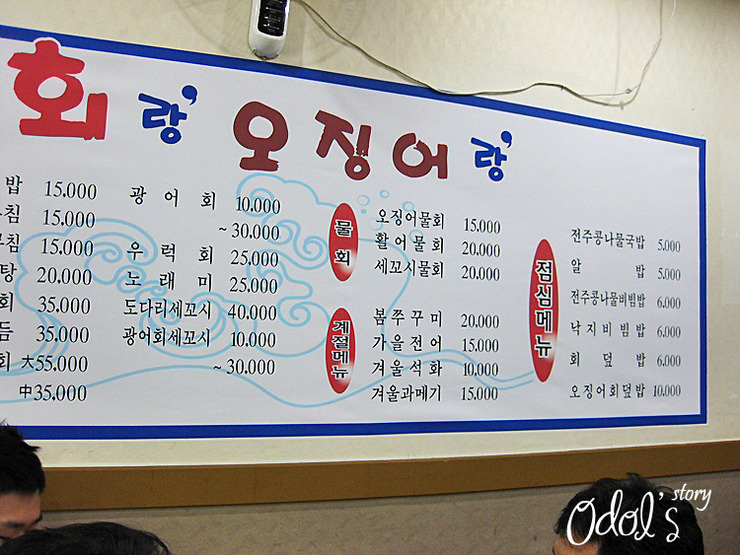 회랑' 오징어랑'
밥 15.000
침 15.000
침 15.000
탕 20.000
회 35.000
듬 35.000
회 大55.000
中35.000
광어회 10.000
~30.000
우럭회 25.000
노래미 25.000
도다리세꼬시 40.000
광어회세꼬시 10.000
~30.000
물회
오징어물회 15.000
활어물회 20.000
세꼬시물회 20.000
계절메뉴
봄쭈꾸미 20.000
가을전어 15.000
겨울석화 10.000
겨울과메기 15.000
점심메뉴
전주콩나물국밥 5.000
알밥 5.000
전주콩나물비빔밥 6.000
낙지비빔밥 6.000
회덮밥 6.000
오징어회덮밥 10.000
Odol's story